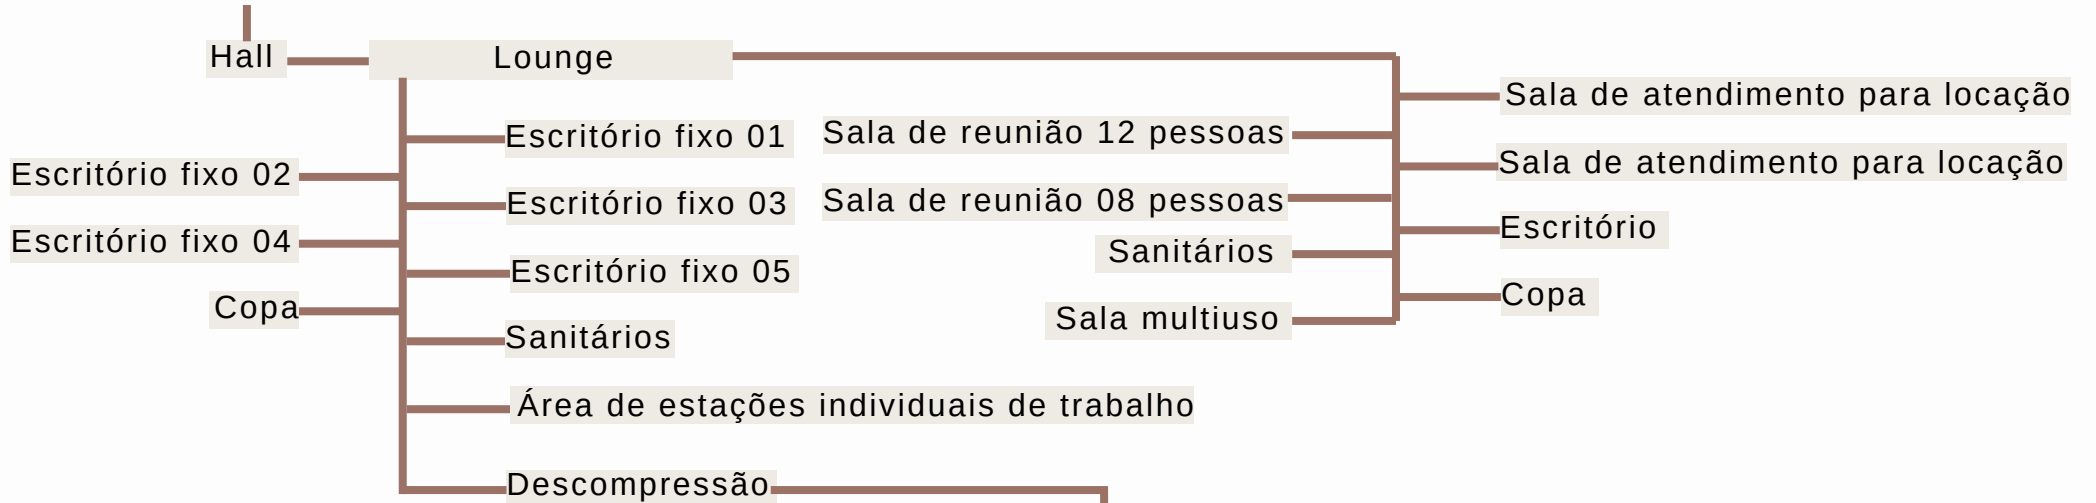 Hall
Lounge
Sala de atendimento para locação
Escritório fixo 01
Sala de reunião 12 pessoas
Escritório fixo 02
Sala de atendimento para locação
Escritório fixo 03
Sala de reunião 08 pessoas
Escritório
Escritório fixo 04
Sanitários
Escritório fixo 05
Copa
Copa
Sala multiuso
Sanitários
Área de estações individuais de trabalho
Descompressão